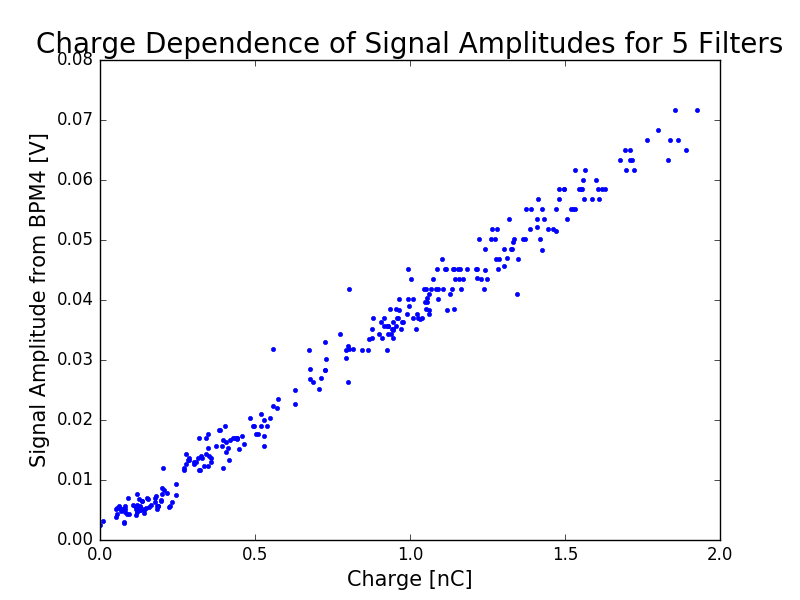 Charge Dependence of Signal Amplitudes for 5 Filters
0.08
0.07
0.06
0.05
0.04
0.03
0.02
0.01
0.00
Signal Amplitude from BPM4 [V]
0.0 0.5 1.0 1.5 2.0
Charge [nC]